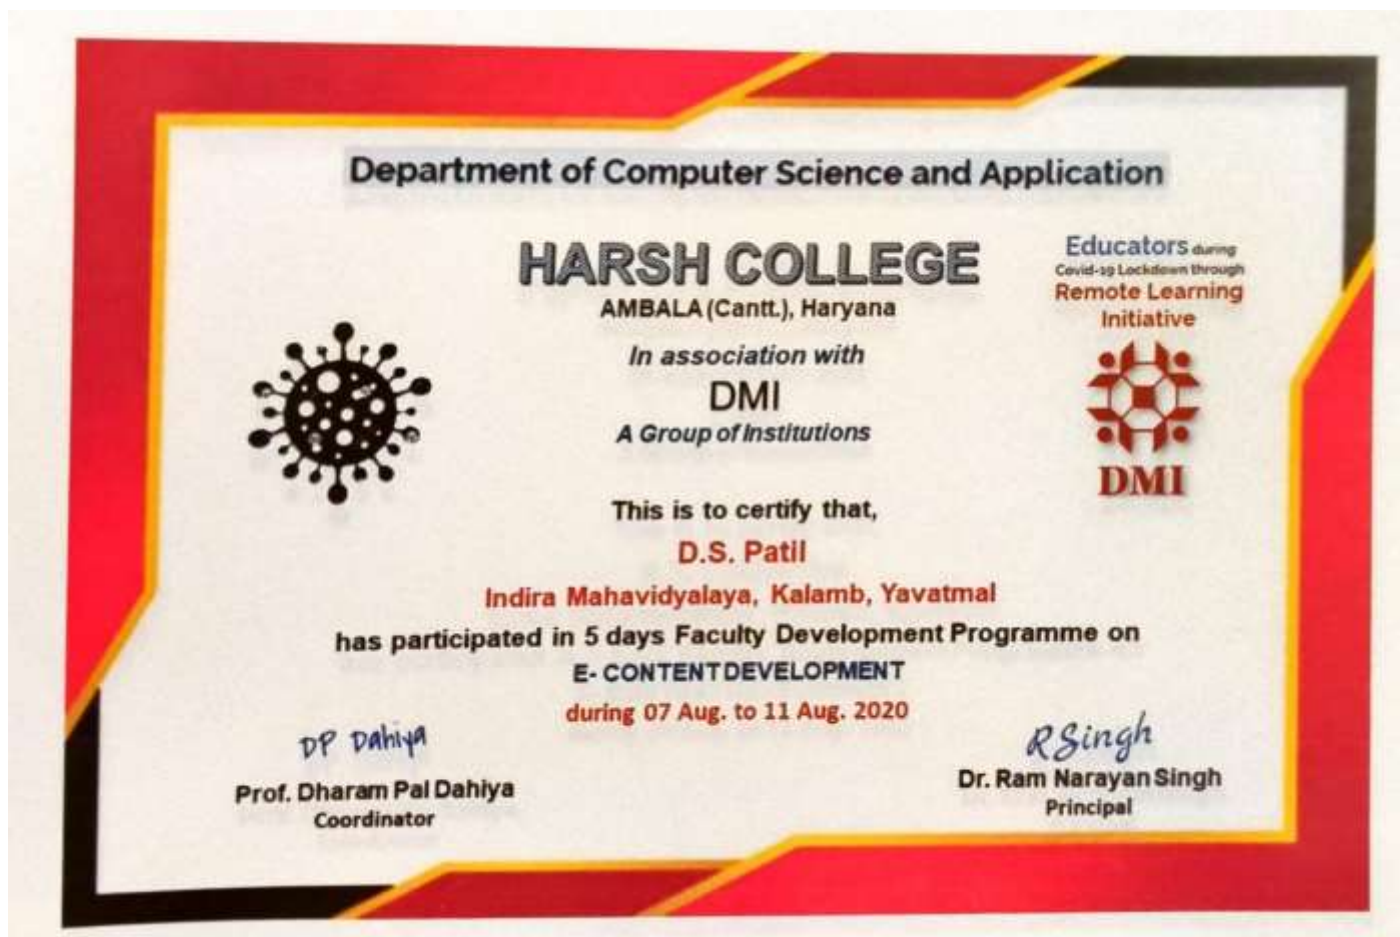 Department of Computer Science and Application
HARSH COLLEGE
AMBALA (Cantt.), Haryana
In association with
DMI
A Group of Institutions
Educators during
Covid-19 Lockdown through
Remote Learning
Initiative
DMI
This is to certify that,
D.S. Patil
Indira Mahavidyalaya, Kalamb, Yavatmal
has participated in 5 days Faculty Development Programme on
E- CONTENT DEVELOPMENT
during 07 Aug. to 11 Aug. 2020
DP Dahiya
Prof. Dharam Pal Dahiya
Coordinator
RSingh
Dr. Ram Narayan Singh
Principal